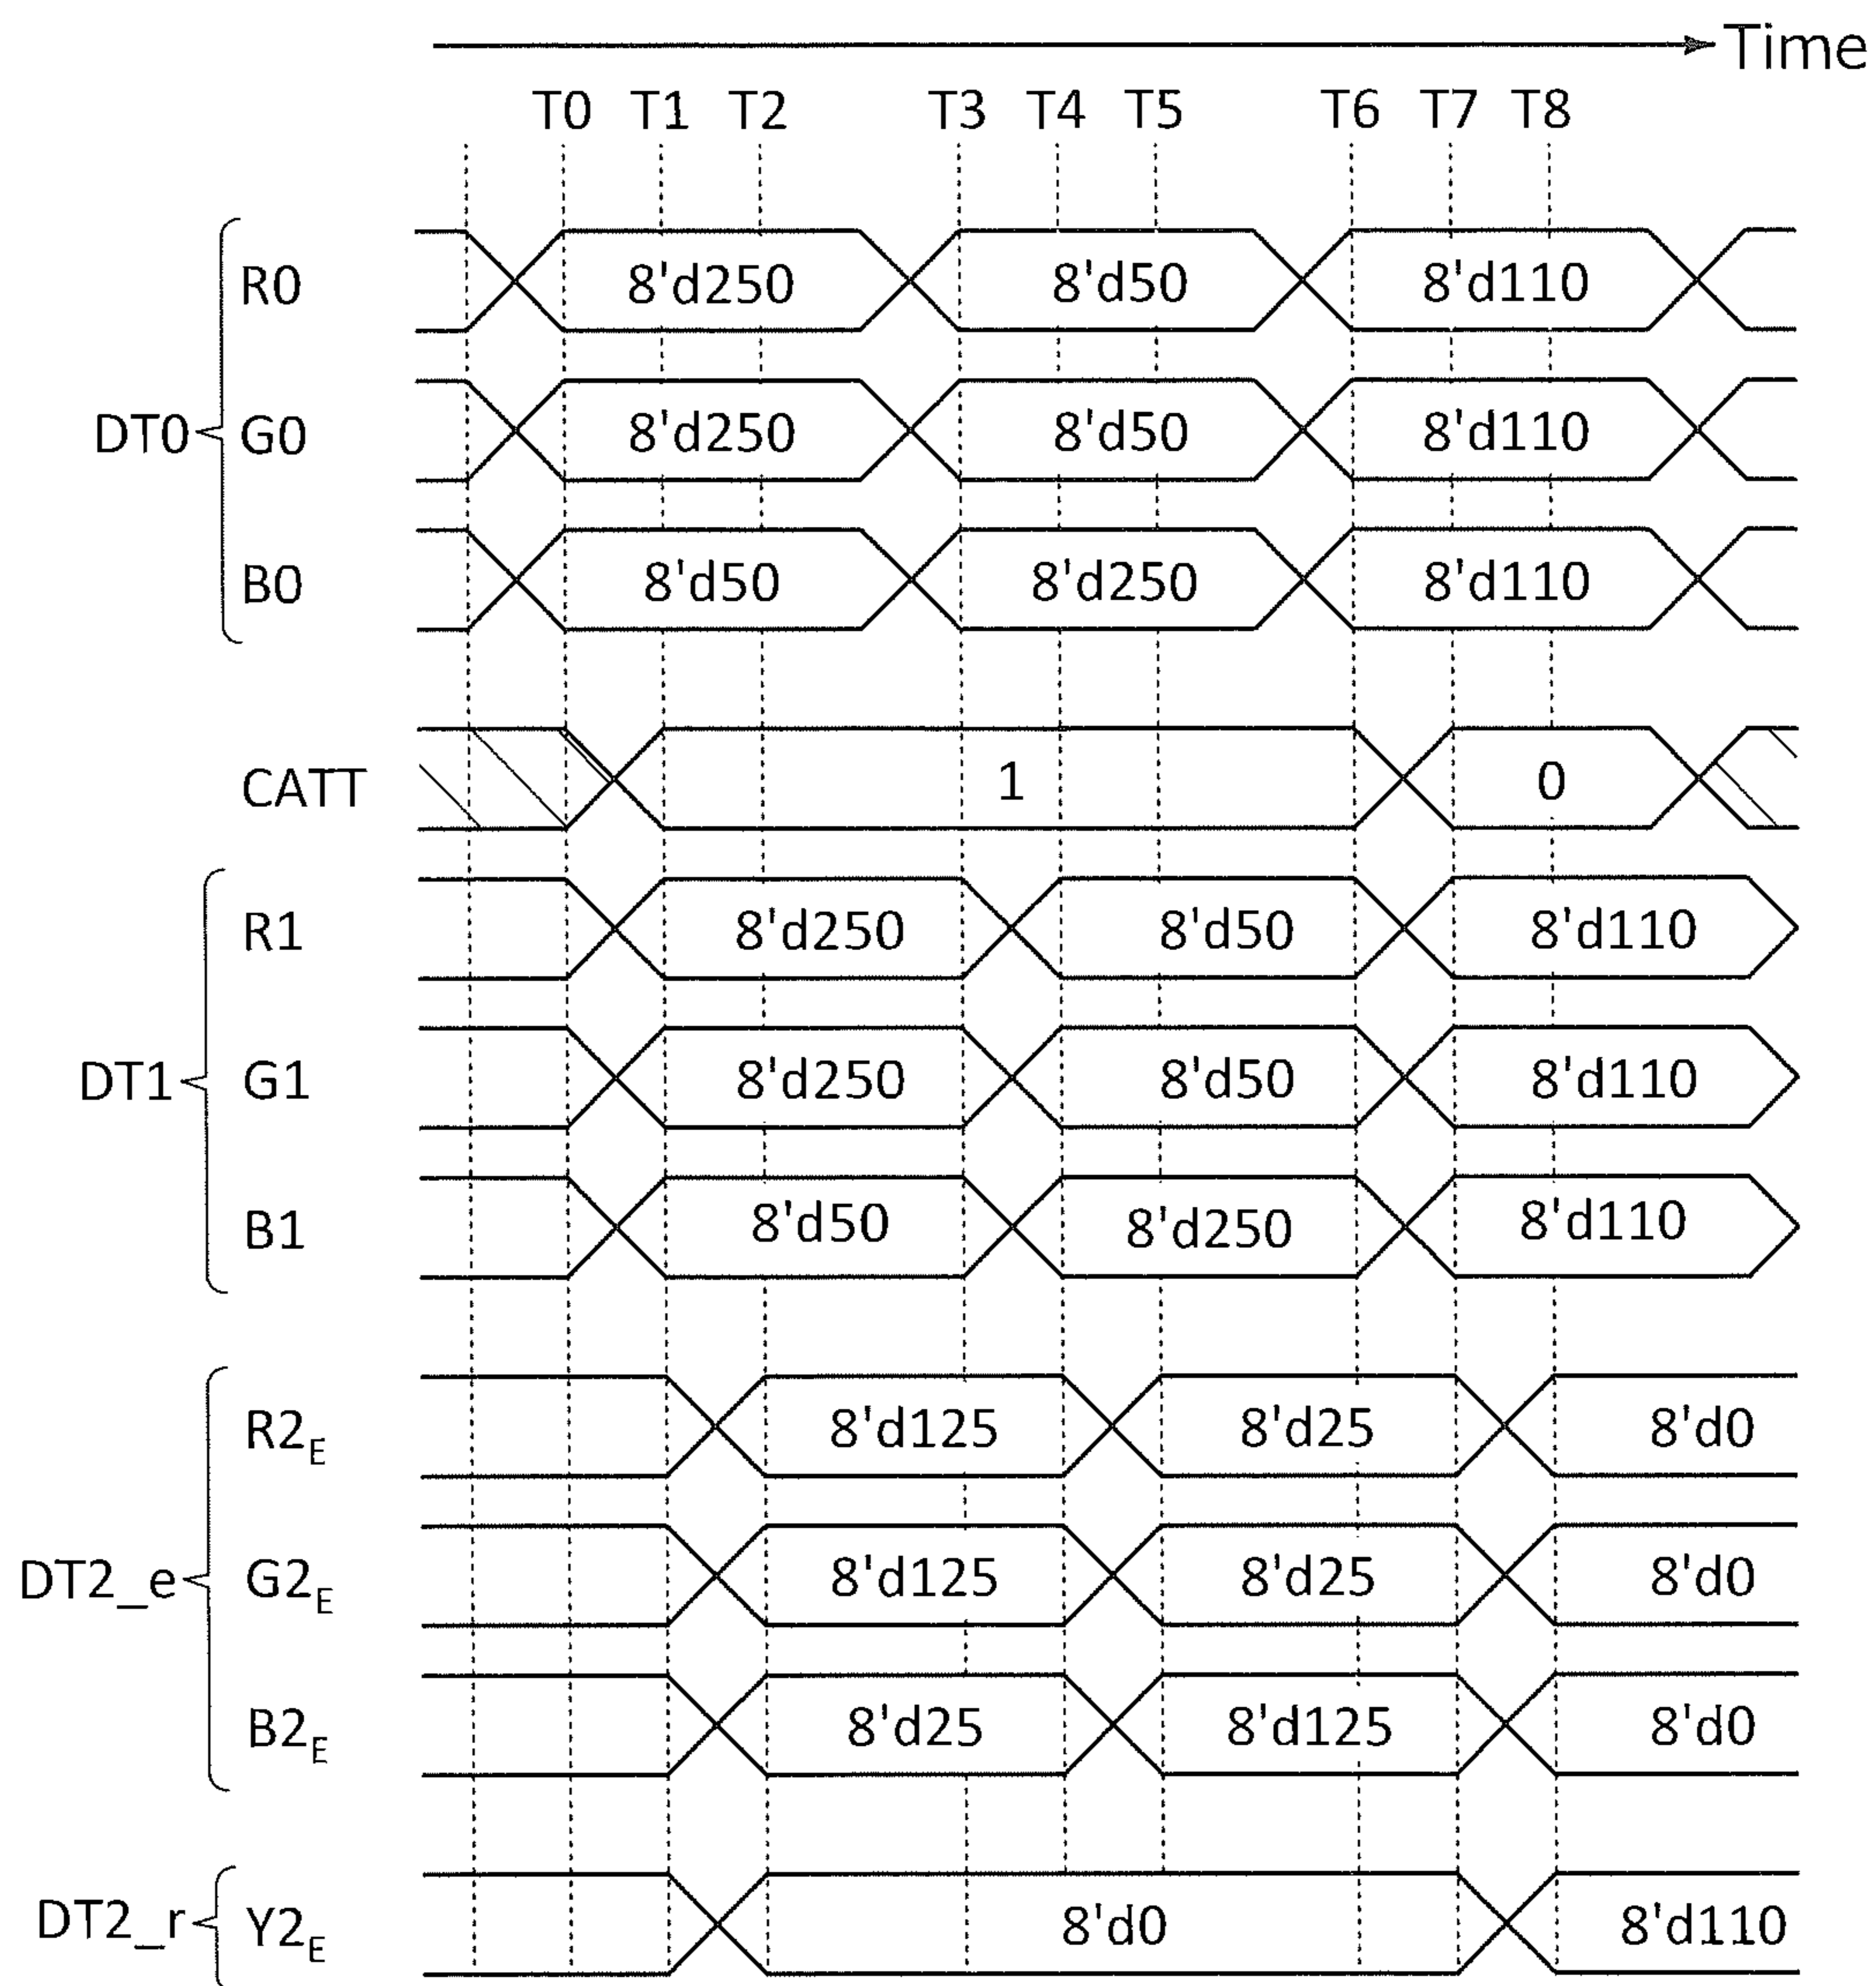 Time
T0 T1 T2 T3 T4 T5 T6 T7 T8
R0 8'd250 8'd50 8'd110
DT0 G0 8'd250 8'd50 8'd110
B0 8'd50 8'd250 8'd110
CATT 1 0
R1 8'd250 8'd50 8'd110
DT1 G1 8'd250 8'd50 8'd110
B1 8'd50 8'd250 8'd110
R2E 8'd125 8'd25 8'd0
DT2_e G2E 8'd125 8'd25 8'd0
B2E 8'd25 8'd125 8'd0
DT2_r Y2E 8'd0 8'd110